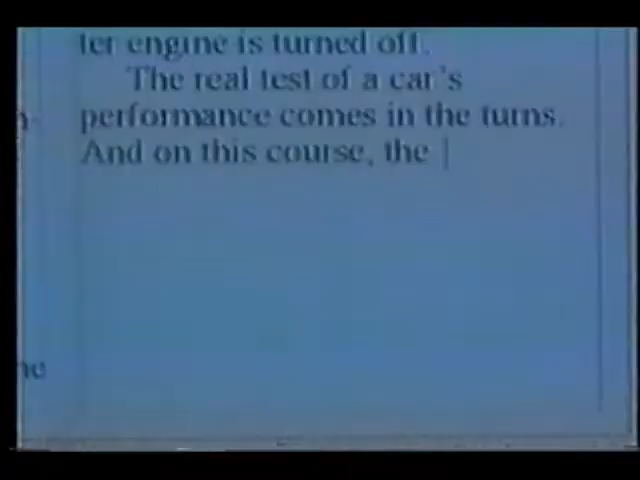 ter engine is turned off.
The real test of a car's
performance comes in the turns.
And on this course, the